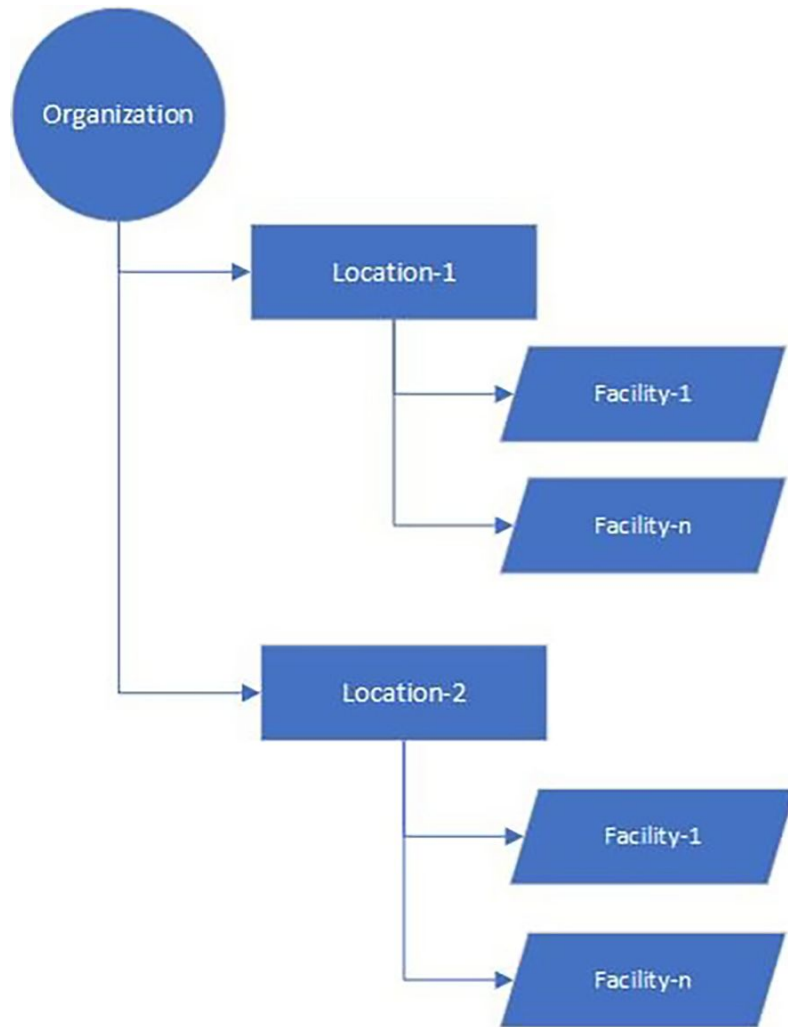 Organization
Location-1
Facility-1
Facility-n
Location-2
Facility-1
Facility-n